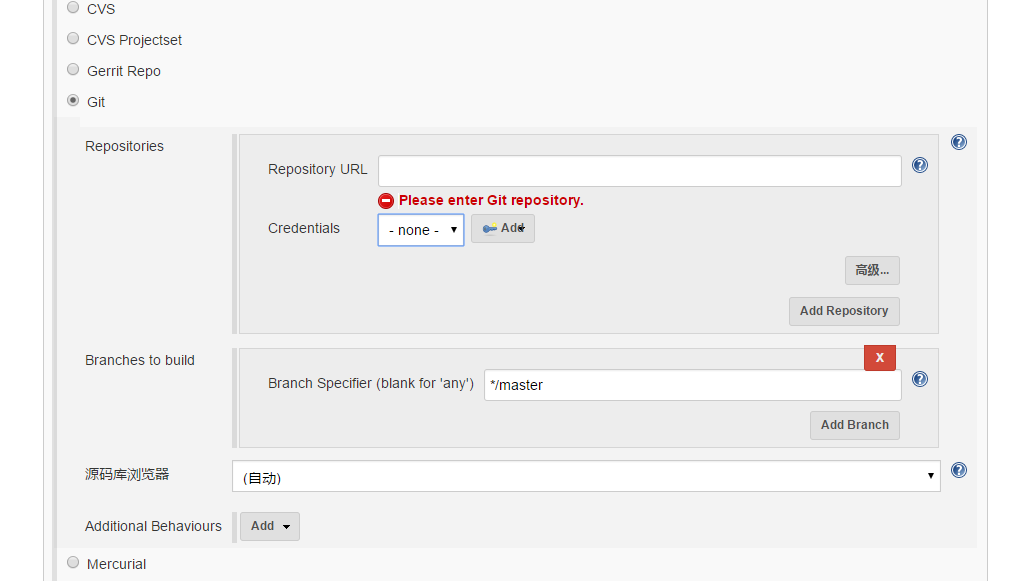 CVS
CVS Projectset
Gerrit Repo
Git
Repositories
Repository URL
Please enter Git repository.
Credentials
- none -
Add
高级...
Add Repository
Branches to build
X
Branch Specifier (blank for 'any')
*/master
Add Branch
源码库浏览器
(自动)
Additional Behaviours
Add
Mercurial